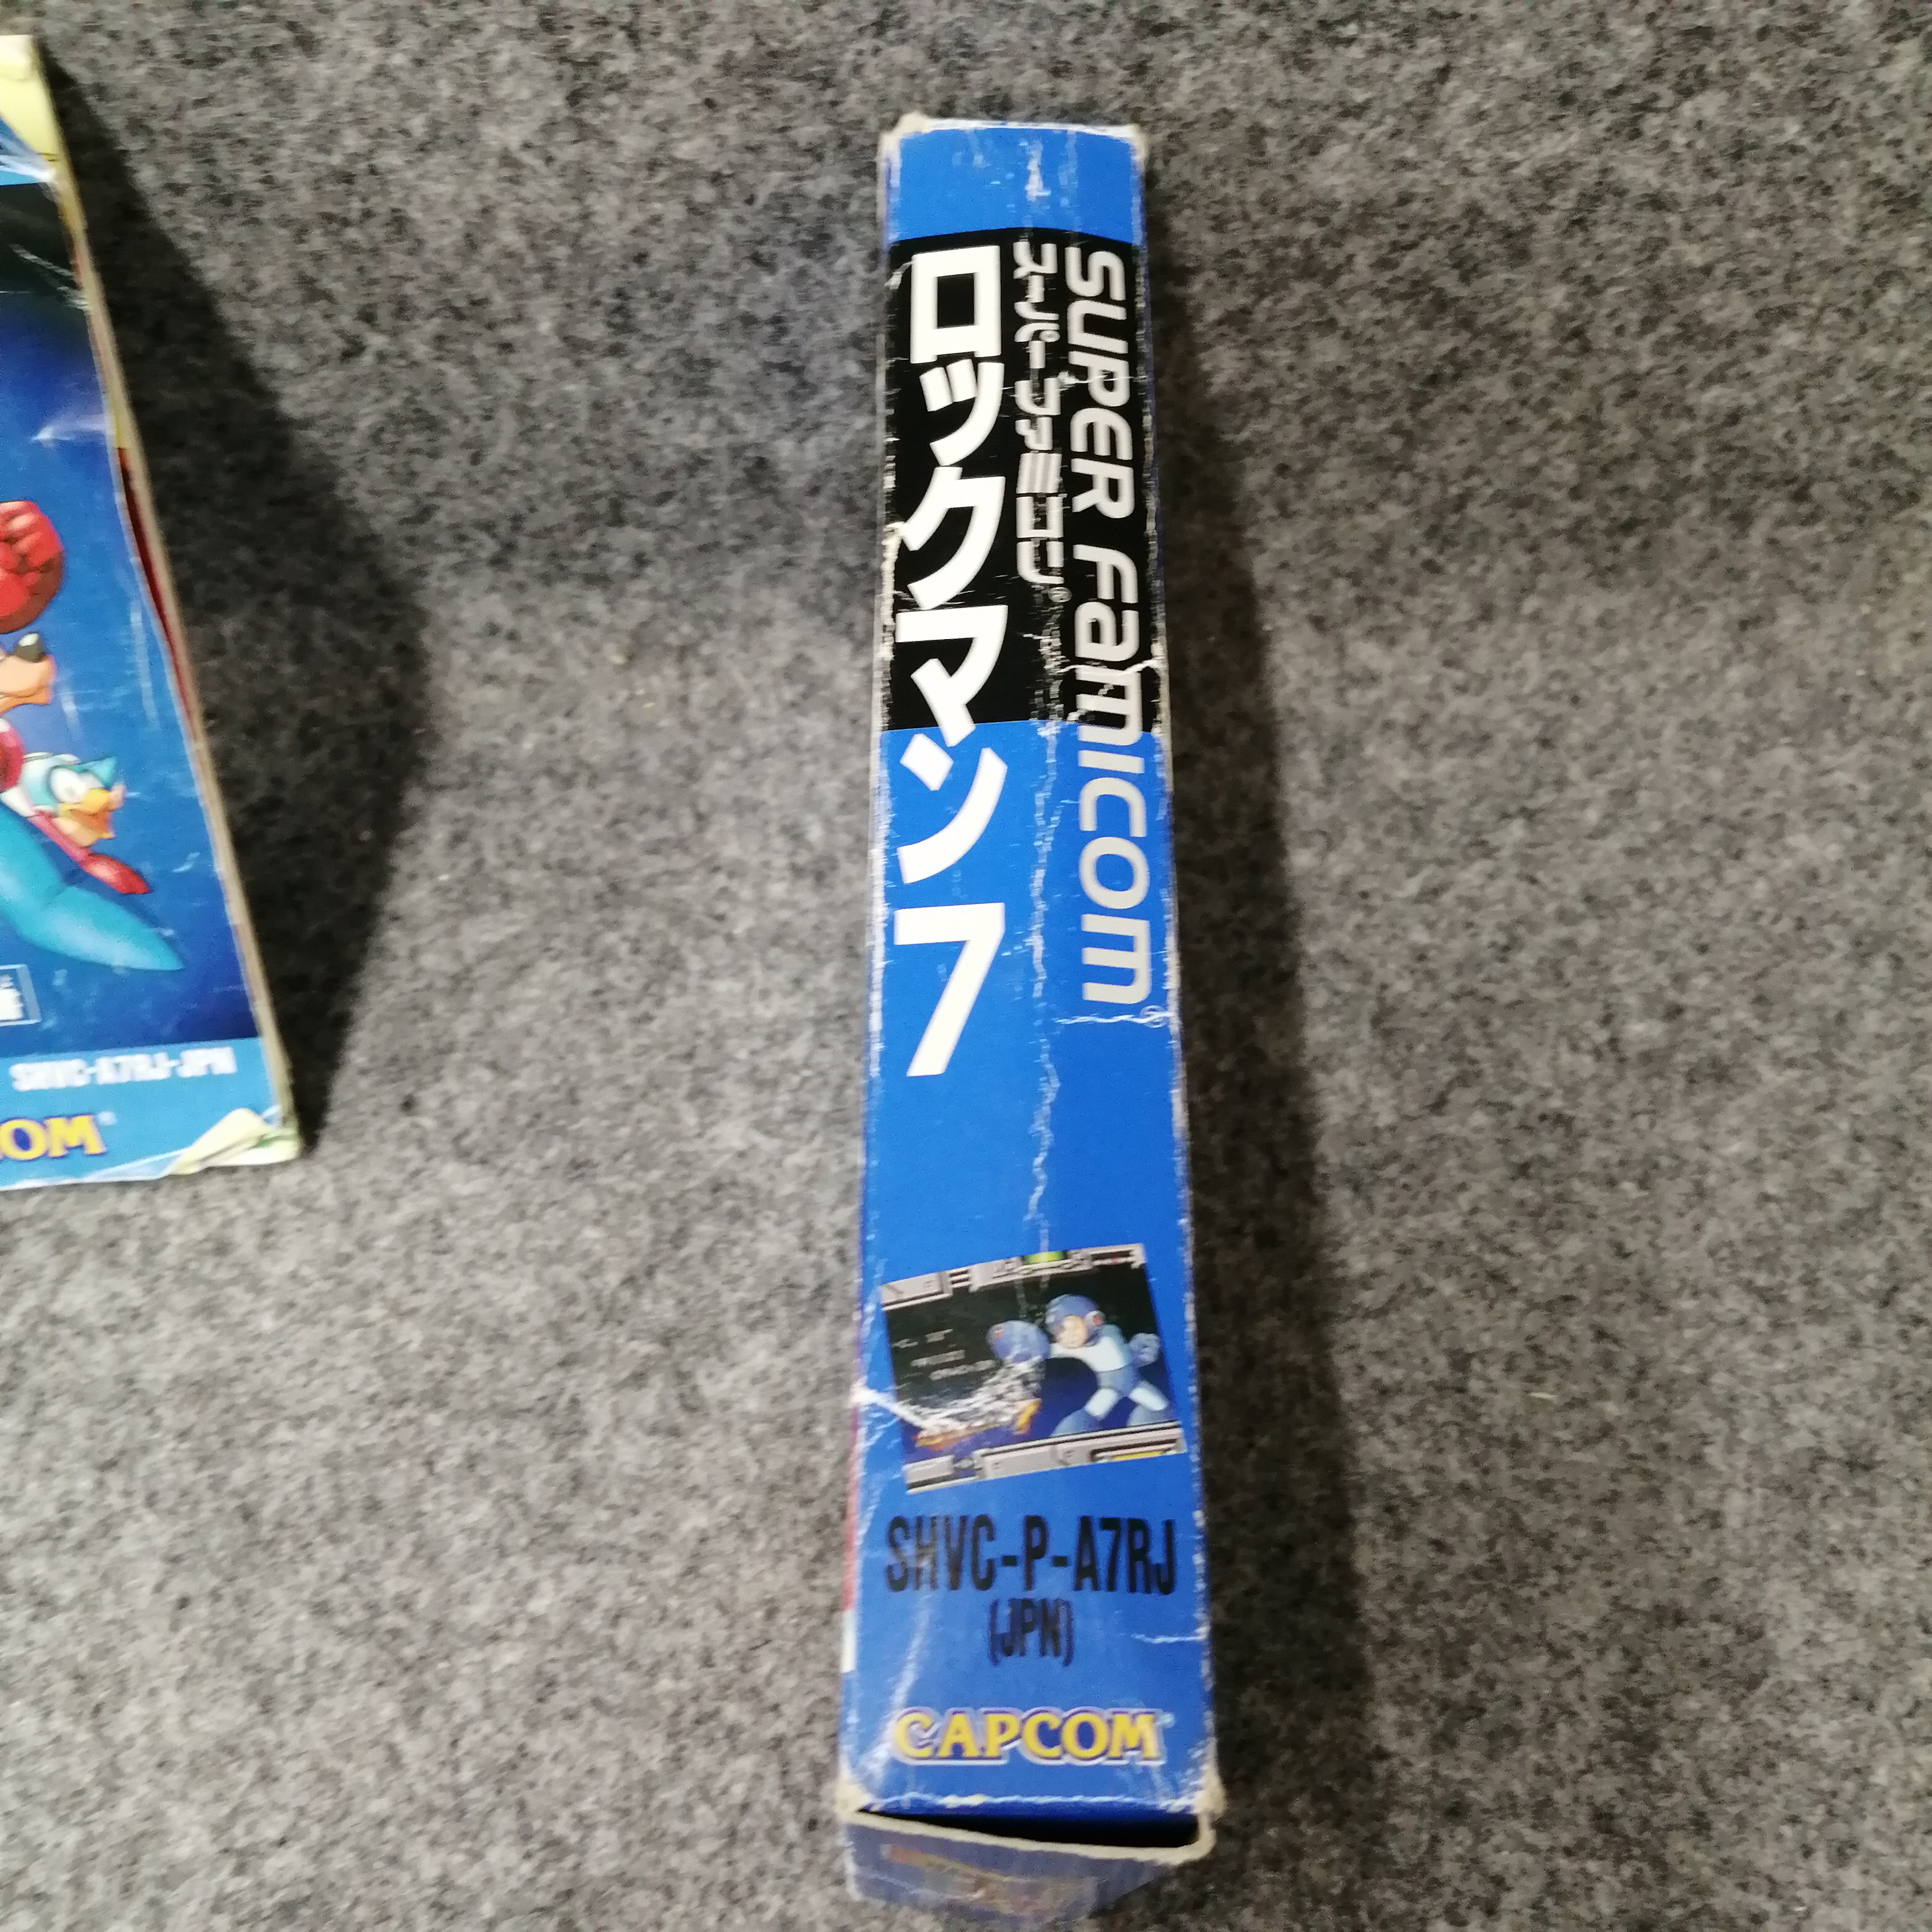 SUPER Famicom
スーパーファミコン®
ロックマン7
SHVC-P-A7RJ
(JPN)
CAPCOM
SHVC-A7RJ-JPN
COM